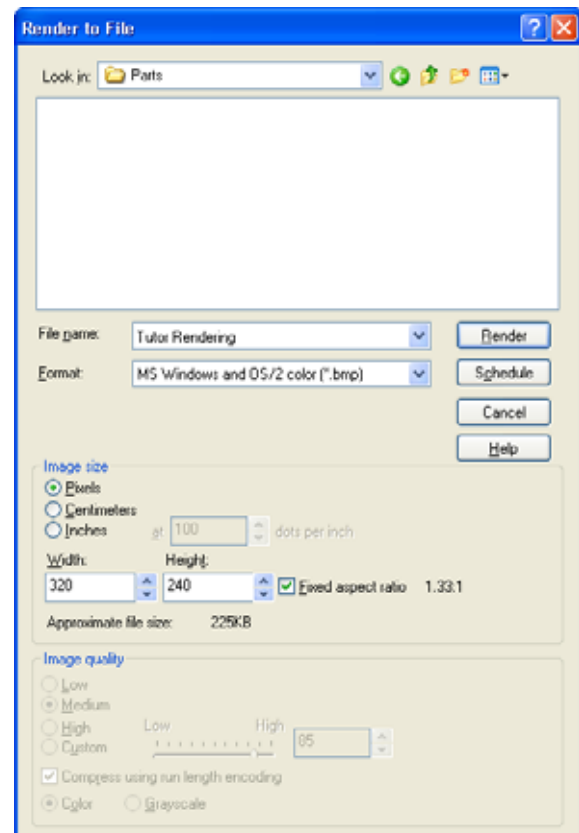 Render to File
Look in: Parts
File name: Tutor Rendering Render
Format: MS Windows and OS/2 color (*.bmp) Schedule
Cancel
Help
Image size
Pixels
Centimeters
Inches at 100 dots per inch
Width: Height:
320 240 Fixed aspect ratio 1.33:1
Approximate file size: 225KB
Image quality
Low
Medium
High Low High
Custom 85
Compress using run length encoding
Color Grayscale